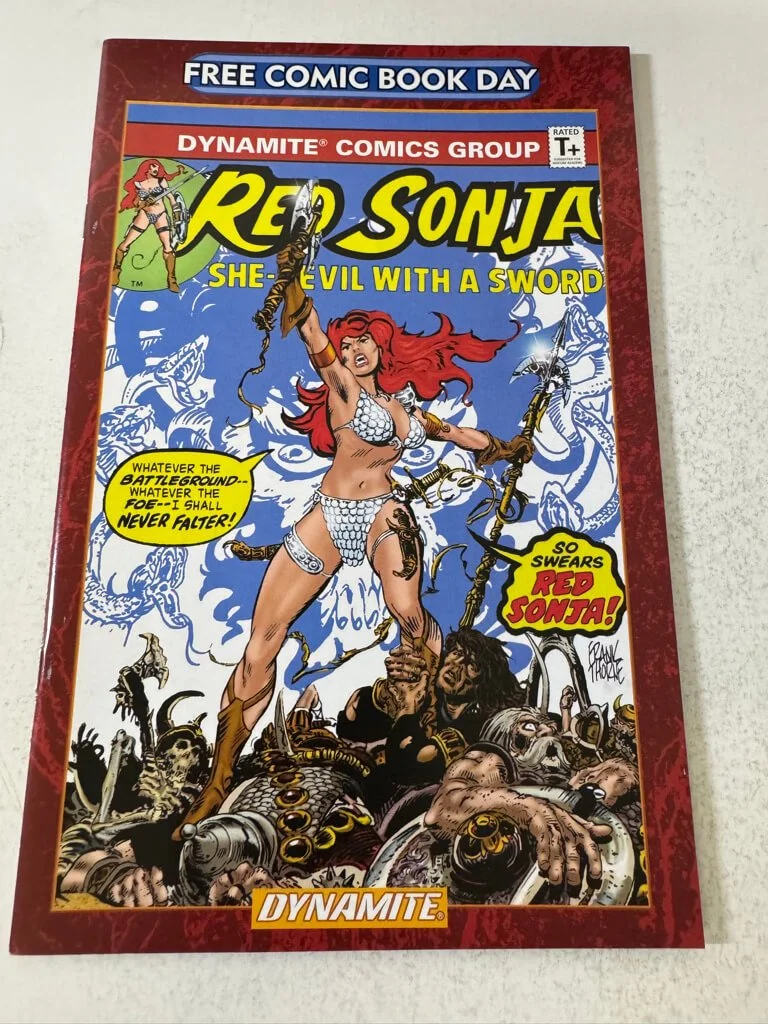 FREE COMIC BOOK DAY
DYNAMITE® COMICS GROUP
RATED
T+
RED SONJA
SHE-DEVIL WITH A SWORD
TM
WHATEVER THE
BATTLEGROUND--
WHATEVER THE
FOE--I SHALL
NEVER FALTER!
SO
SWEARS
RED
SONJA!
FRANK
THORNE
DYNAMITE®